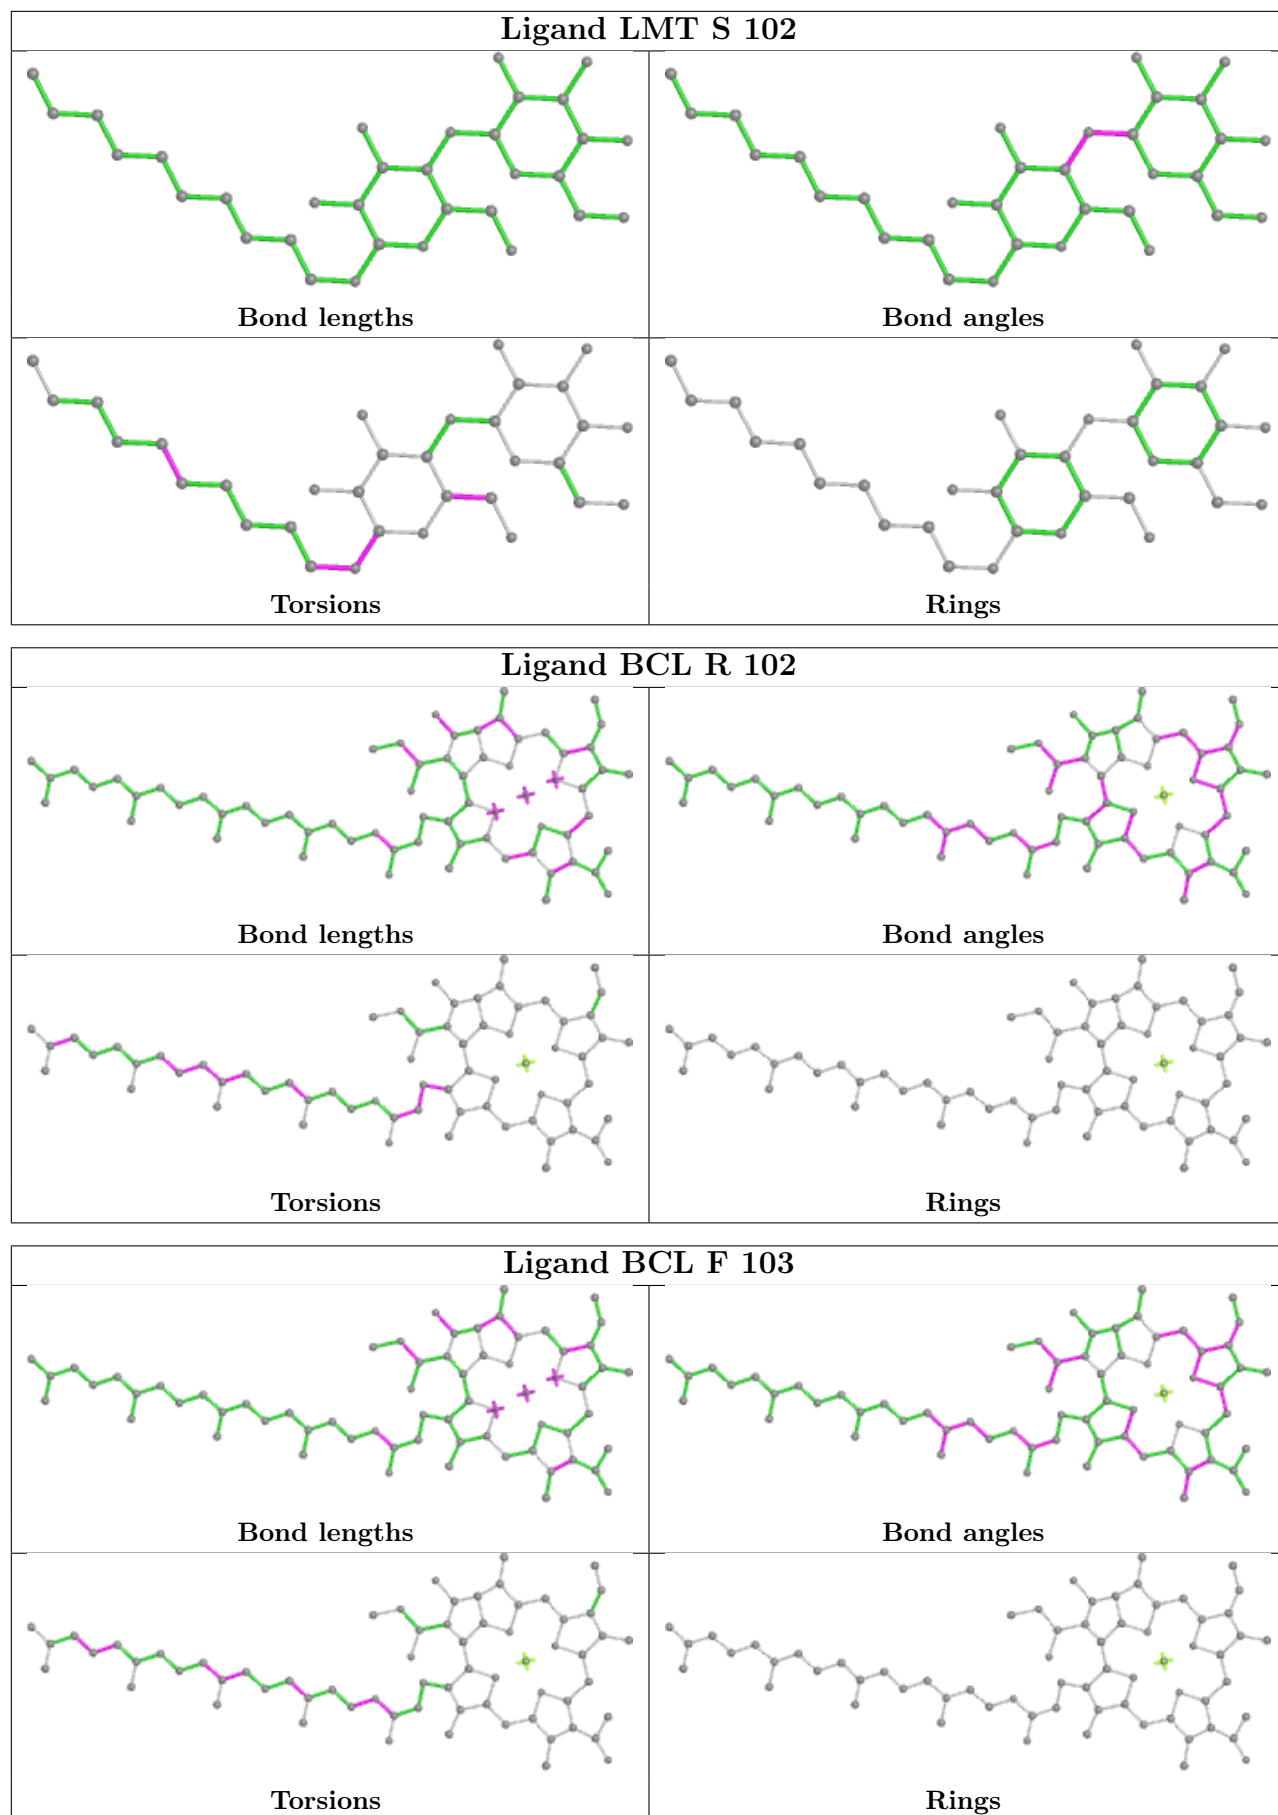 Ligand LMT S 102
Bond lengths
Bond angles
Torsions
Rings
Ligand BCL R 102
Bond lengths
Bond angles
Torsions
Rings
Ligand BCL F 103
Bond lengths
Bond angles
Torsions
Rings